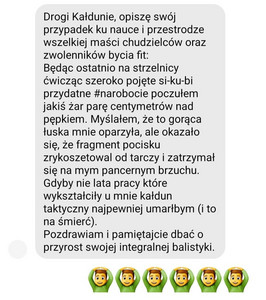 Drogi Kałdunie, opiszę swój
przypadek ku nauce i przestrodze
wszelkiej maści chudzielców oraz
zwolenników bycia fit:
Będąc ostatnio na strzelnicy
ćwicząc szeroko pojęte si-ku-bi
przydatne #narobocie poczułem
jakiś żar parę centymetrów nad
pępkiem. Myślałem, że to gorąca
łuska mnie oparzyła, ale okazało
się, że fragment pocisku
zrykoszetował od tarczy i zatrzymał
się na mym pancernym brzuchu.
Gdyby nie lata pracy które
wykształciły u mnie kałdun
taktyczny najpewniej umarłbym (i to
na śmierć).
Pozdrawiam i pamiętajcie dbać o
przyrost swojej integralnej balistyki.